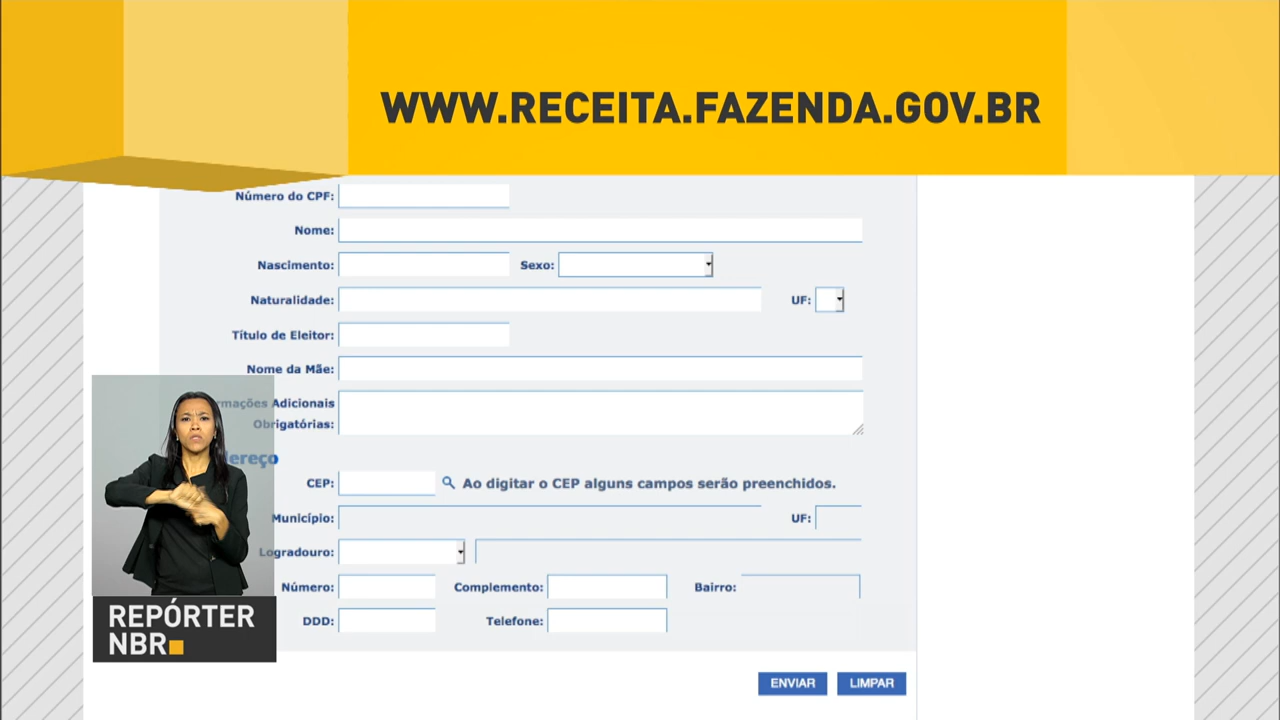 WWW.RECEITA.FAZENDA.GOV.BR
Número do CPF:
Nome:
Nascimento: Sexo:
Naturalidade: UF:
Título de Eleitor:
Nome da Mãe:
Adicionais
Obrigatórias:
CEP: Ao digitar o CEP alguns campos serão preenchidos.
Município: UF:
Logradouro:
Número: Complemento: Bairro:
DDD: Telefone:
ENVIAR LIMPAR
REPÓRTER
NBR